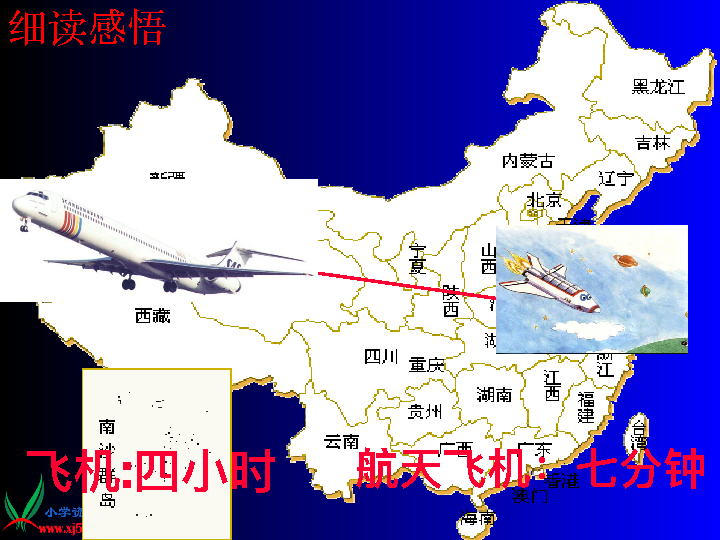 细读感悟
黑龙江
吉林
内蒙古
辽宁
北京
新疆
宁夏
山西
陕西
西藏
四川
重庆
浙江
湖南
江西
贵州
福建
台湾
云南
广西
广东
南沙群岛
飞机:四小时
航天飞机：七分钟
澳门
海南
小学资
www.xj5